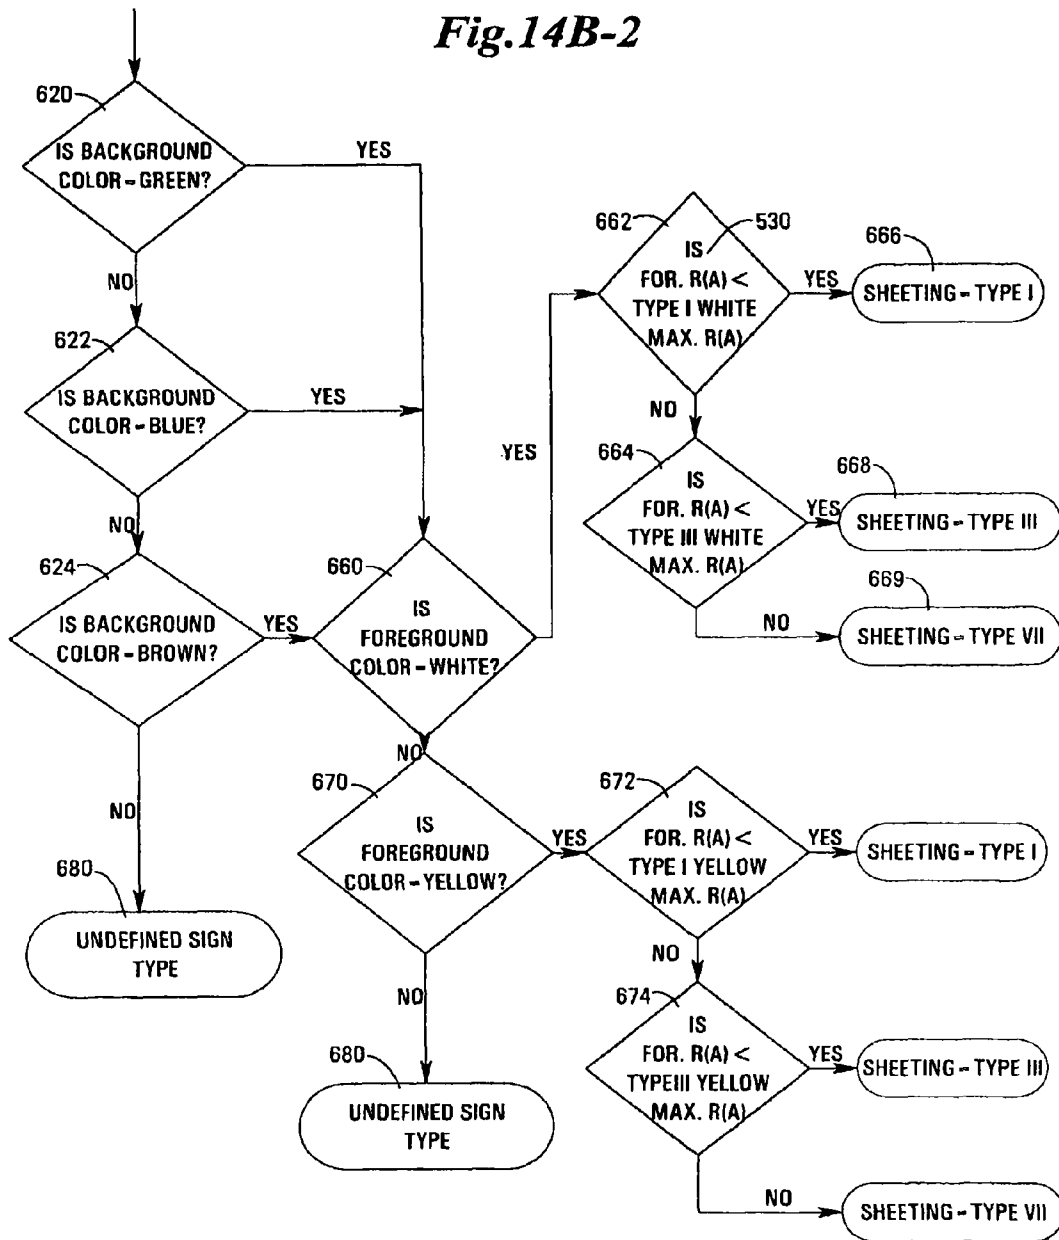 Fig.14B-2
620
IS BACKGROUND
COLOR=GREEN?
YES
NO
622
IS BACKGROUND
COLOR=BLUE?
YES
NO
624
IS BACKGROUND
COLOR=BROWN?
YES
NO
680
UNDEFINED SIGN
TYPE
660
IS
FOREGROUND
COLOR=WHITE?
YES
NO
662
530
IS
FOR. R(A) <
TYPE I WHITE
MAX. R(A)
YES
666
SHEETING=TYPE I
NO
664
IS
FOR. R(A) <
TYPE III WHITE
MAX. R(A)
YES
668
SHEETING=TYPE III
NO
669
SHEETING=TYPE VII
670
IS
FOREGROUND
COLOR=YELLOW?
YES
NO
680
UNDEFINED SIGN
TYPE
672
IS
FOR. R(A) <
TYPE I YELLOW
MAX. R(A)
YES
SHEETING=TYPE I
NO
674
IS
FOR. R(A) <
TYPEIII YELLOW
MAX. R(A)
YES
SHEETING=TYPE III
NO
SHEETING=TYPE VII